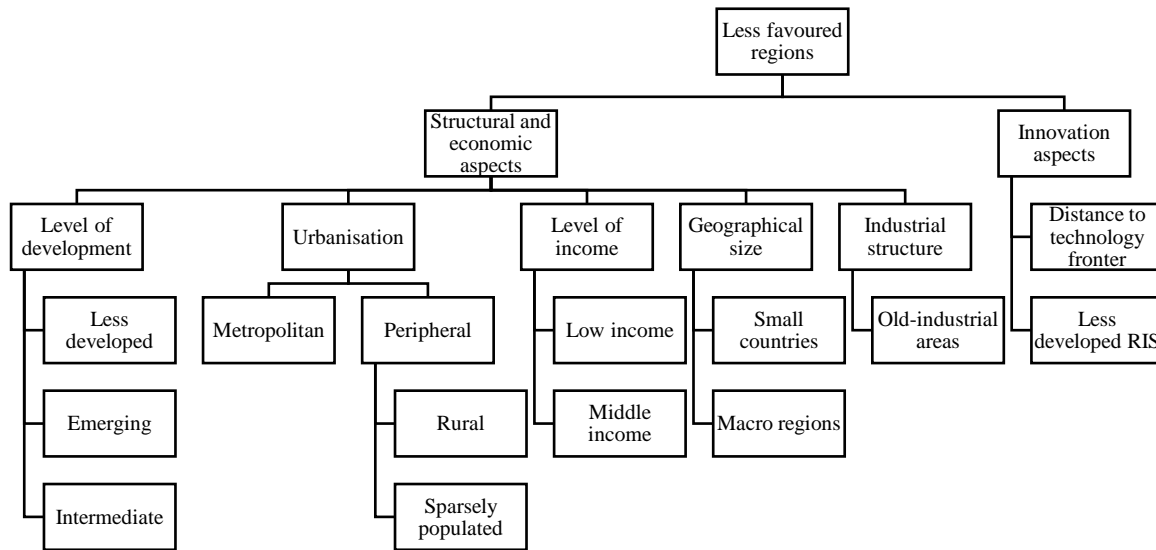 Less favoured
regions
Structural and
economic
aspects
Innovation
aspects
Level of
development
Urbanisation
Level of
income
Geographical
size
Industrial
structure
Distance to
technology
fronter
Less
developed
Metropolitan
Peripheral
Low income
Small
countries
Old-industrial
areas
Less
developed RIS
Emerging
Rural
Middle
income
Macro regions
Intermediate
Sparsely
populated